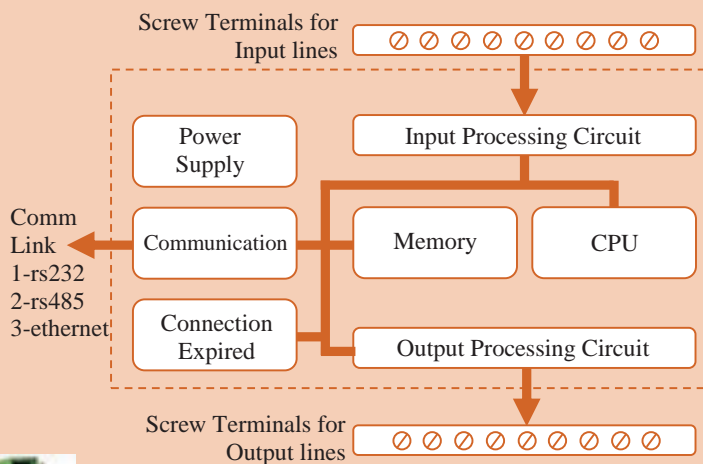 Screw Terminals for
Input lines
Power
Supply
Input Processing Circuit
Comm
Link
1-rs232
2-rs485
3-ethernet
Communication
Memory
CPU
Connection
Expired
Output Processing Circuit
Screw Terminals for
Output lines